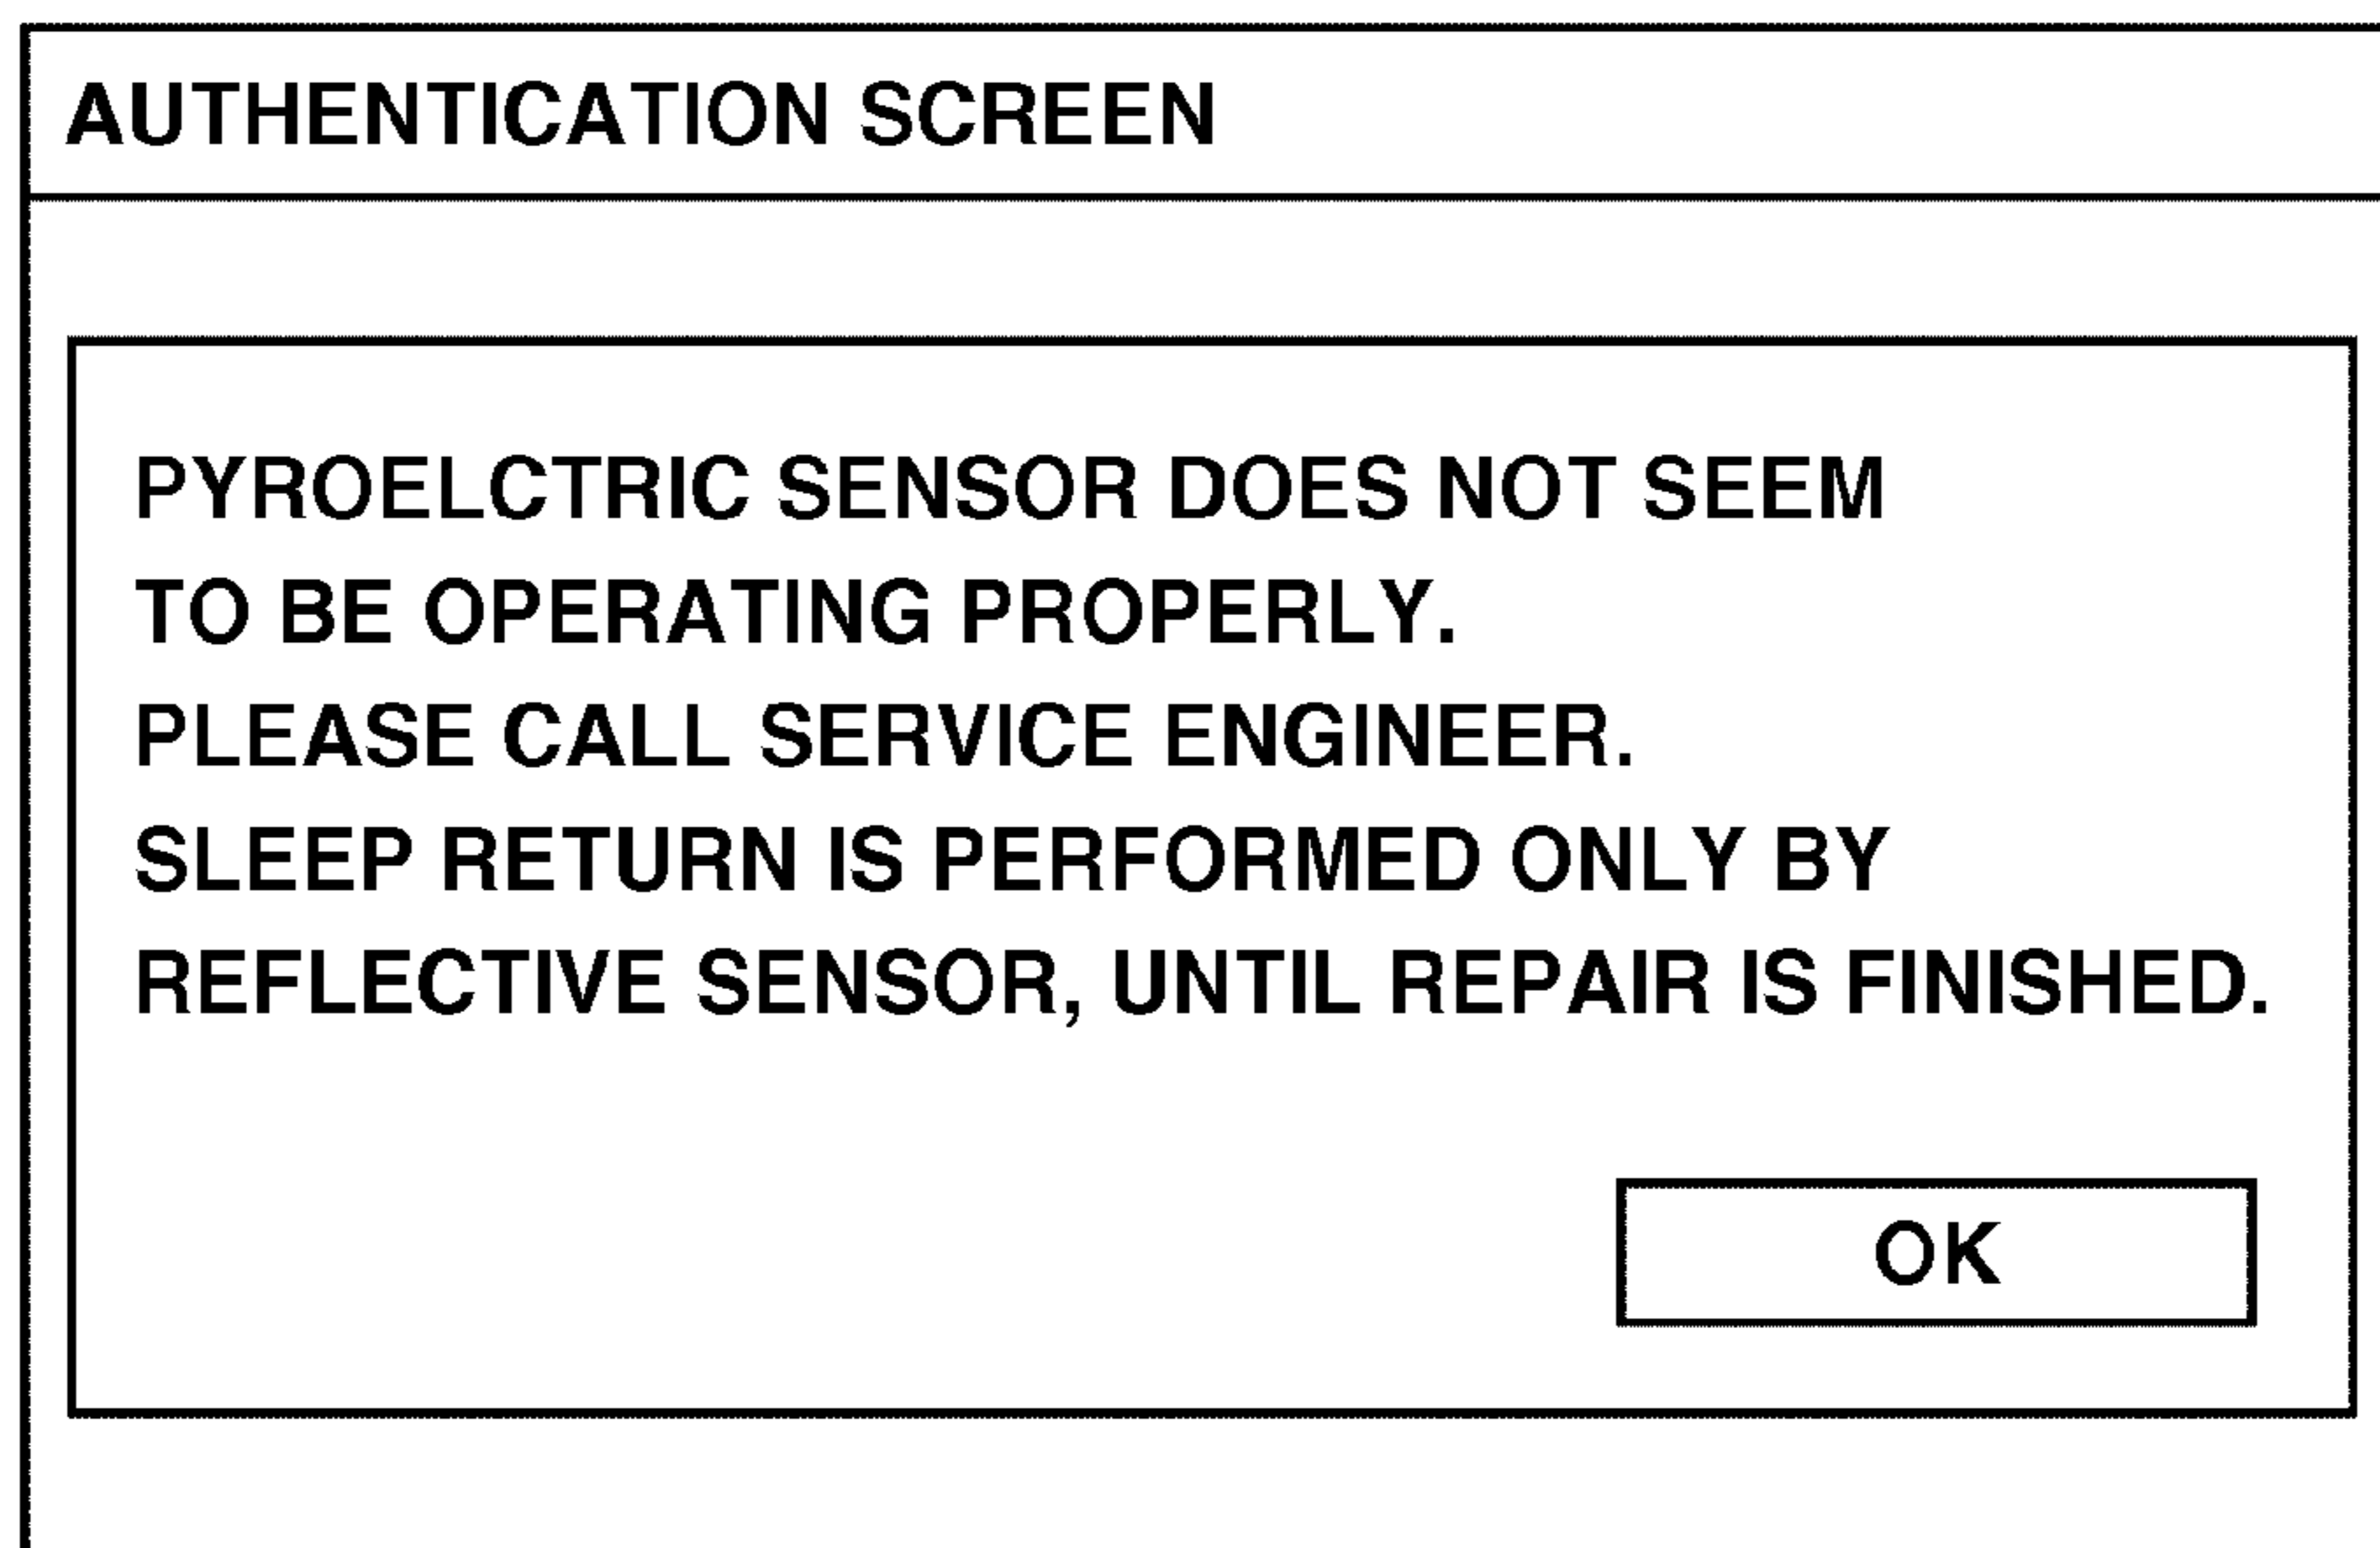 AUTHENTICATION SCREEN
PYROELCTRIC SENSOR DOES NOT SEEM
TO BE OPERATING PROPERLY.
PLEASE CALL SERVICE ENGINEER.
SLEEP RETURN IS PERFORMED ONLY BY
REFLECTIVE SENSOR, UNTIL REPAIR IS FINISHED.
OK